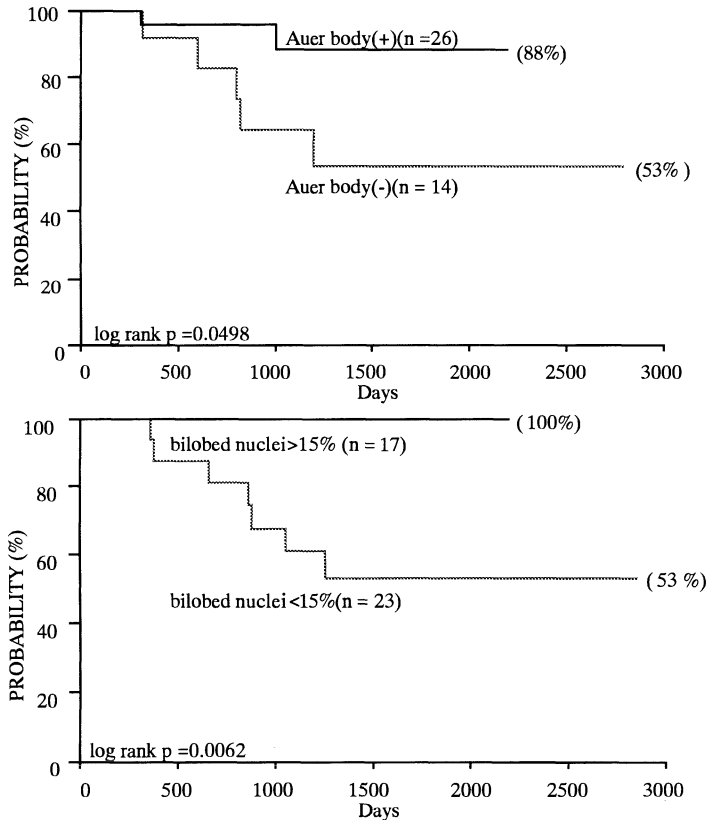 100
80
60
40
20
0
PROBABILITY (%)
Auer body(+)(n =26)
(88%)
(53% )
Auer body(-)(n = 14)
log rank p =0.0498
0 500 1000 1500 2000 2500 3000
Days
100
80
60
40
20
0
PROBABILITY (%)
( 100%)
bilobed nuclei>15% (n = 17)
( 53 %)
bilobed nuclei <15%(n = 23)
log rank p =0.0062
0 500 1000 1500 2000 2500 3000
Days